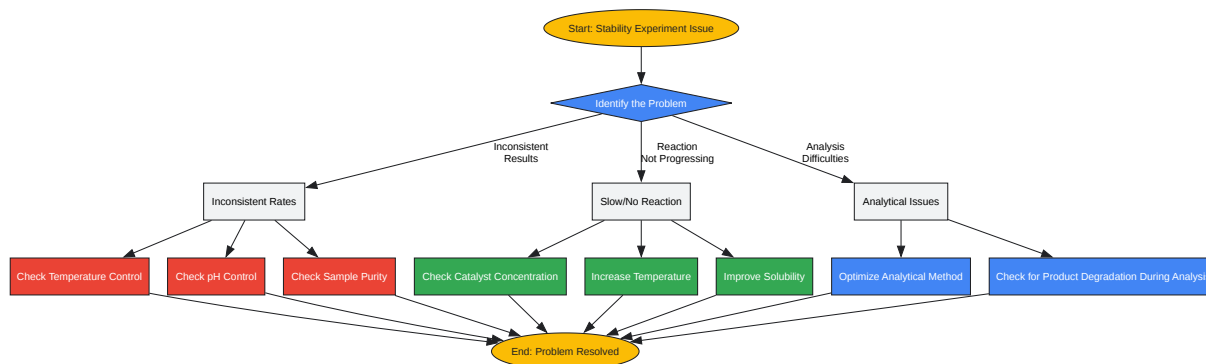 Start: Stability Experiment Issue
Identify the Problem
Inconsistent
Results
Reaction
Not Progressing
Analysis
Difficulties
Inconsistent Rates
Slow/No Reaction
Analytical Issues
Check Temperature Control
Check pH Control
Check Sample Purity
Check Catalyst Concentration
Increase Temperature
Improve Solubility
Optimize Analytical Method
Check for Product Degradation During Analysis
End: Problem Resolved